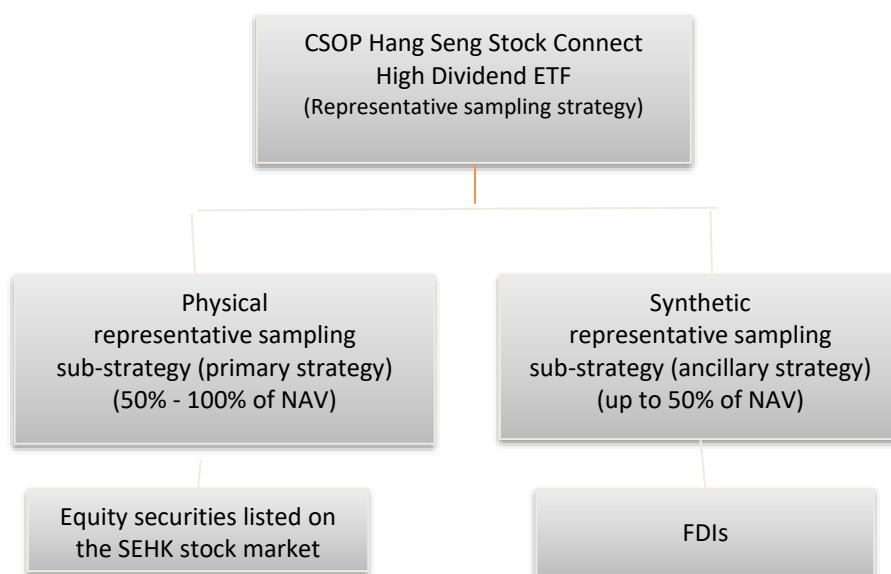 CSOP Hang Seng Stock Connect
High Dividend ETF
(Representative sampling strategy)
Physical
representative sampling
sub-strategy (primary strategy)
(50% - 100% of NAV)
Synthetic
representative sampling
sub-strategy (ancillary strategy)
(up to 50% of NAV)
Equity securities listed on
the SEHK stock market
FDIs